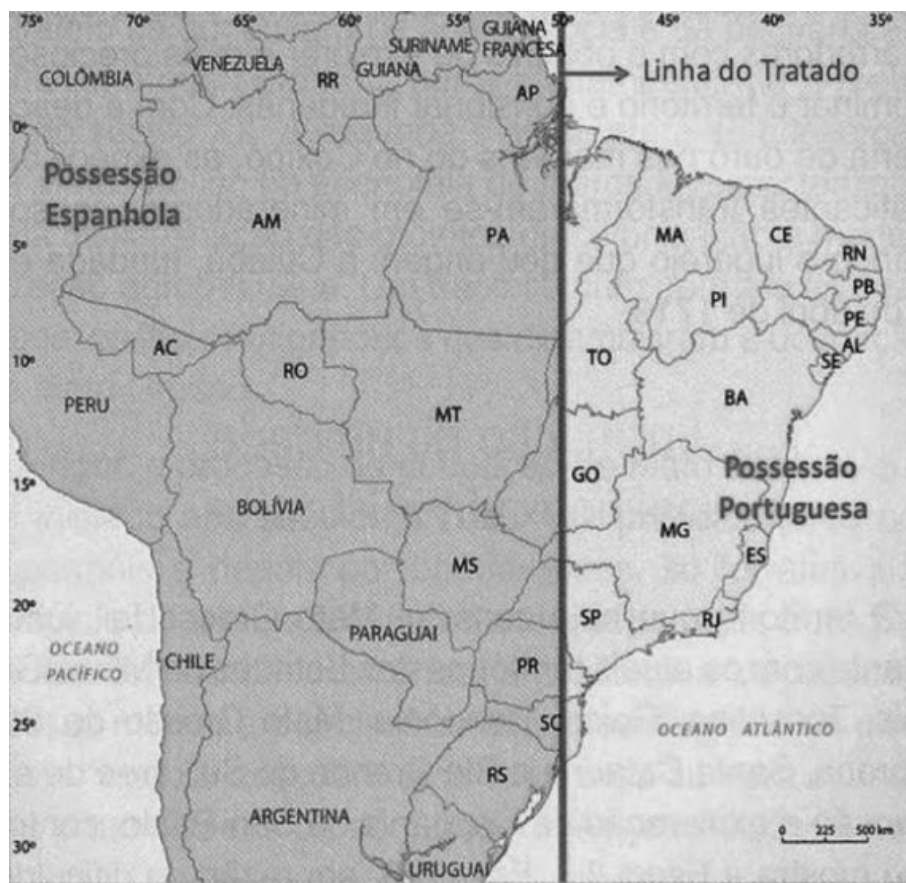 75° 70 65 60 55 50 45 40 35°
GUIANA
FRANCESA
SURINAME
VENEZUELA
GUIANA
COLÔMBIA
RR
AP
Linha do Tratado
0°
Possessão
Espanhola
AM
PA
MA
CE
RN
5°
PB
PI
PE
AC
AL
10°
RO
TO
SE
PERU
MT
BA
15°
GO
Possessão
Portuguesa
BOLÍVIA
MG
MS
ES
20°
SP
RJ
PARAGUAI
OCEANO
PACÍFICO
CHILE
PR
25°
SC
OCEANO ATLÂNTICO
RS
ARGENTINA
30°
0 225 500 km
URUGUAI